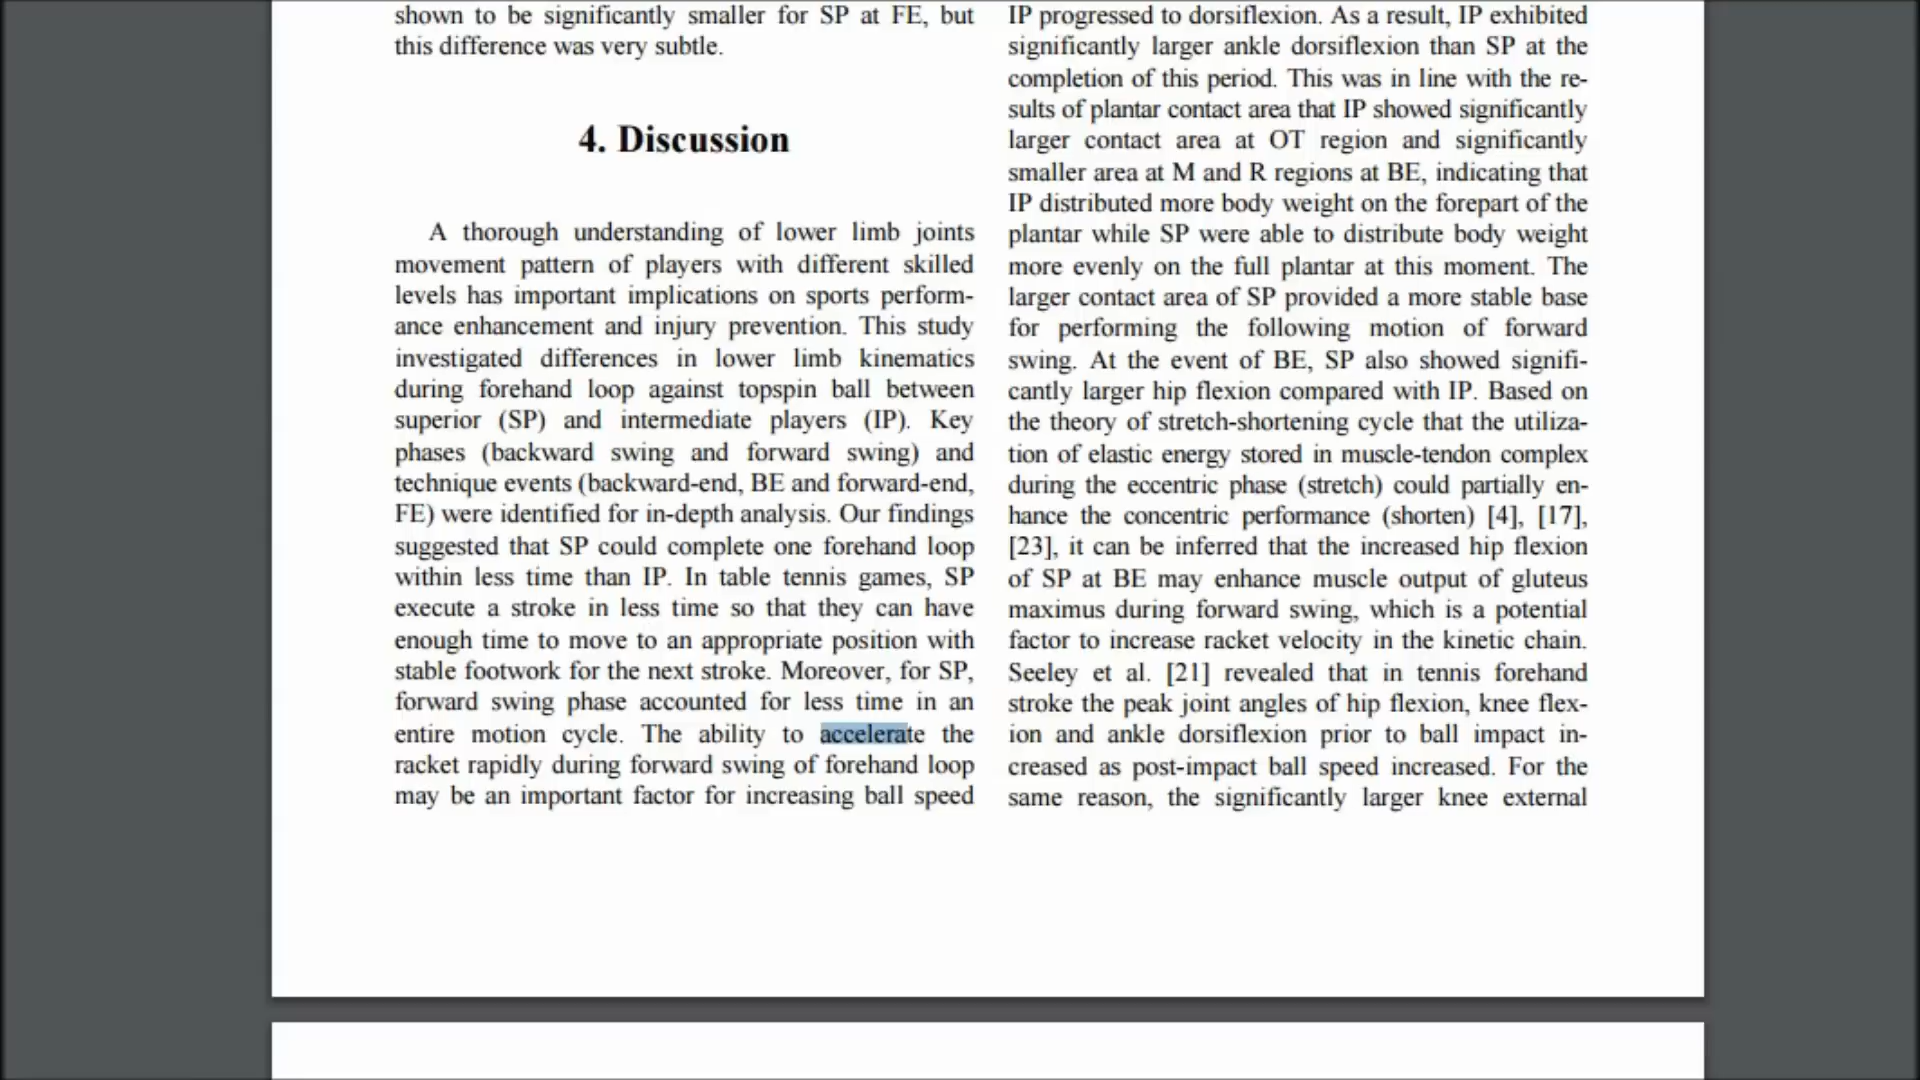 shown to be significantly smaller for SP at FE, but
this difference was very subtle.
4. Discussion
A thorough understanding of lower limb joints
movement pattern of players with different skilled
levels has important implications on sports perform-
ance enhancement and injury prevention. This study
investigated differences in lower limb kinematics
during forehand loop against topspin ball between
superior (SP) and intermediate players (IP). Key
phases (backward swing and forward swing) and
technique events (backward-end, BE and forward-end,
FE) were identified for in-depth analysis. Our findings
suggested that SP could complete one forehand loop
within less time than IP. In table tennis games, SP
execute a stroke in less time so that they can have
enough time to move to an appropriate position with
stable footwork for the next stroke. Moreover, for SP,
forward swing phase accounted for less time in an
entire motion cycle. The ability to accelerate the
racket rapidly during forward swing of forehand loop
may be an important factor for increasing ball speed
IP progressed to dorsiflexion. As a result, IP exhibited
significantly larger ankle dorsiflexion than SP at the
completion of this period. This was in line with the re-
sults of plantar contact area that IP showed significantly
larger contact area at OT region and significantly
smaller area at M and R regions at BE, indicating that
IP distributed more body weight on the forepart of the
plantar while SP were able to distribute body weight
more evenly on the full plantar at this moment. The
larger contact area of SP provided a more stable base
for performing the following motion of forward
swing. At the event of BE, SP also showed signifi-
cantly larger hip flexion compared with IP. Based on
the theory of stretch-shortening cycle that the utiliza-
tion of elastic energy stored in muscle-tendon complex
during the eccentric phase (stretch) could partially en-
hance the concentric performance (shorten) [4], [17],
[23], it can be inferred that the increased hip flexion
of SP at BE may enhance muscle output of gluteus
maximus during forward swing, which is a potential
factor to increase racket velocity in the kinetic chain.
Seeley et al. [21] revealed that in tennis forehand
stroke the peak joint angles of hip flexion, knee flex-
ion and ankle dorsiflexion prior to ball impact in-
creased as post-impact ball speed increased. For the
same reason, the significantly larger knee external